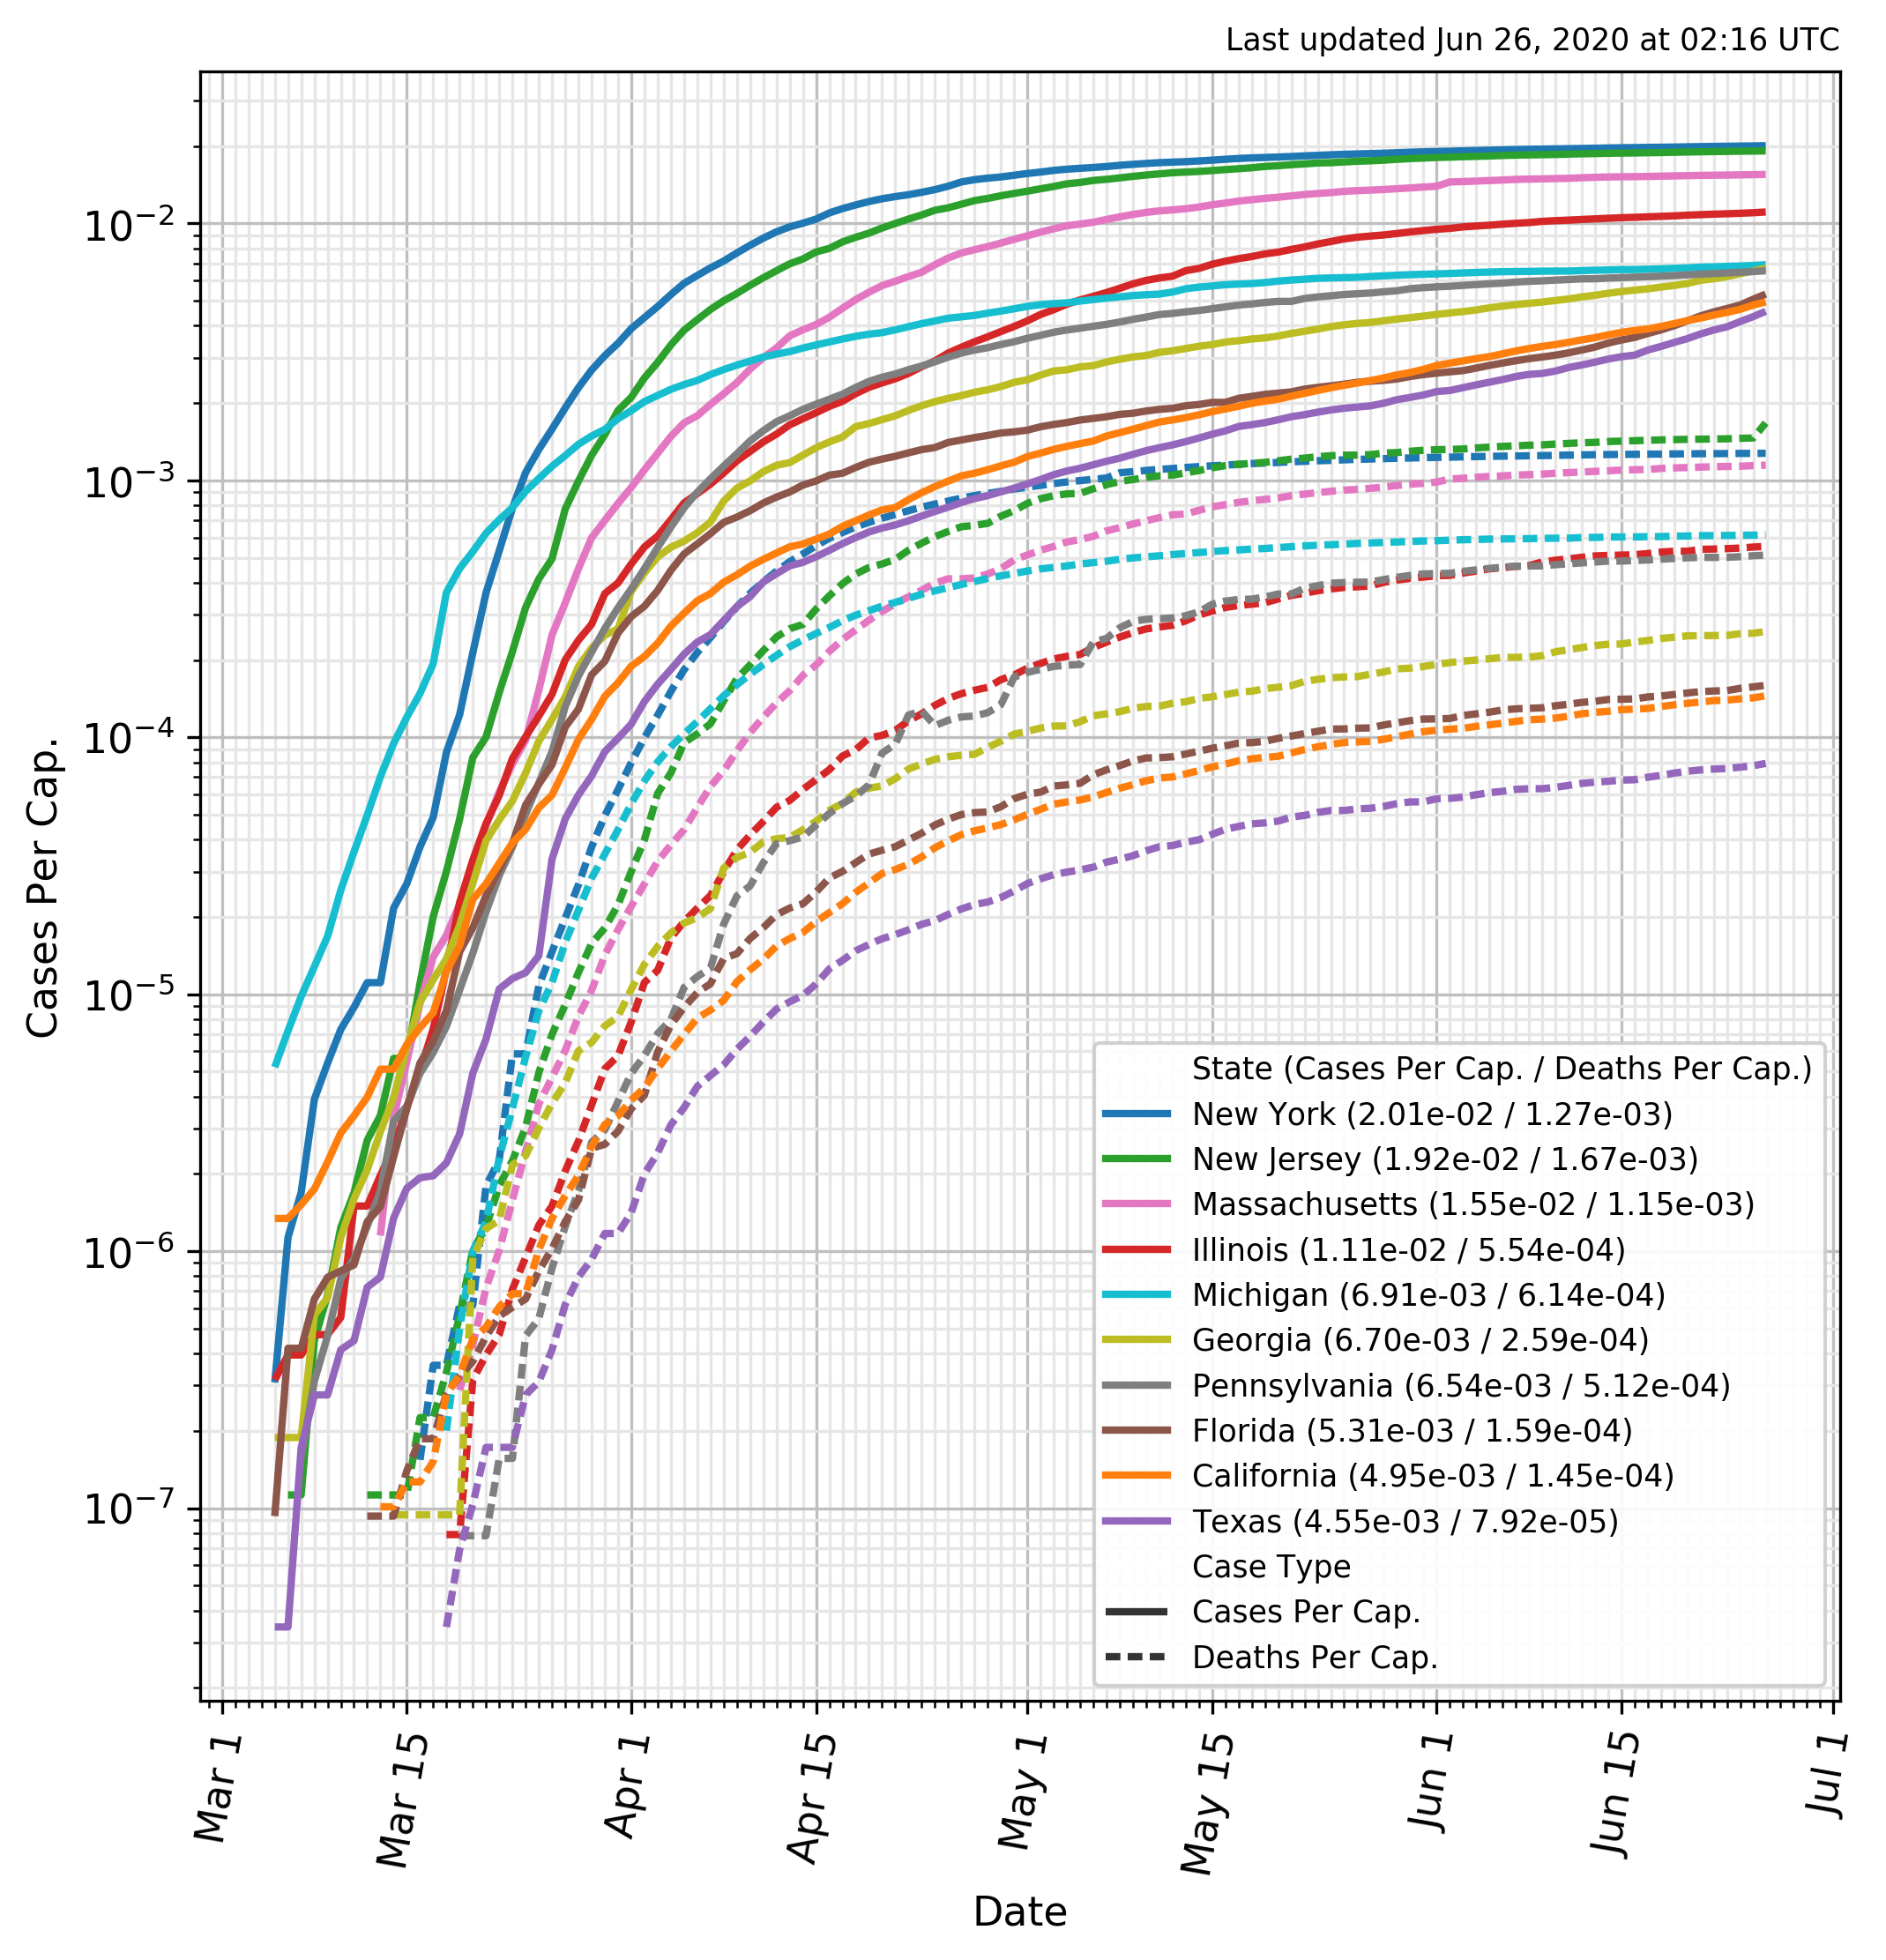 Last updated Jun 26, 2020 at 02:16 UTC
10⁻²
10⁻³
10⁻⁴
10⁻⁵
10⁻⁶
10⁻⁷
Cases Per Cap.
State (Cases Per Cap. / Deaths Per Cap.)
New York (2.01e-02 / 1.27e-03)
New Jersey (1.92e-02 / 1.67e-03)
Massachusetts (1.55e-02 / 1.15e-03)
Illinois (1.11e-02 / 5.54e-04)
Michigan (6.91e-03 / 6.14e-04)
Georgia (6.70e-03 / 2.59e-04)
Pennsylvania (6.54e-03 / 5.12e-04)
Florida (5.31e-03 / 1.59e-04)
California (4.95e-03 / 1.45e-04)
Texas (4.55e-03 / 7.92e-05)
Case Type
Cases Per Cap.
Deaths Per Cap.
Mar 1
Mar 15
Apr 1
Apr 15
May 1
May 15
Jun 1
Jun 15
Jul 1
Date